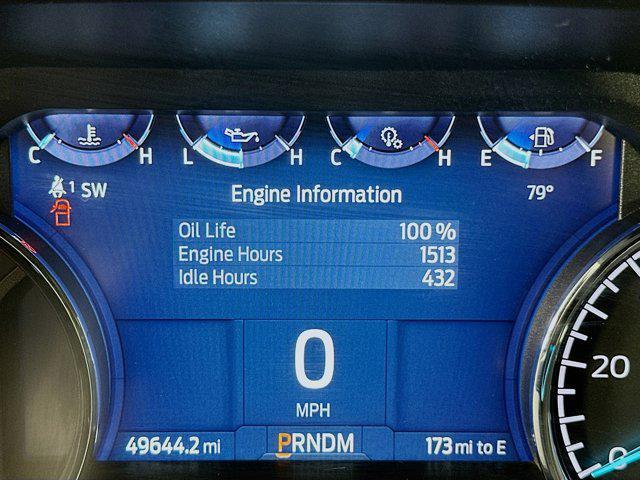 C H L H C H E F
1 SW Engine Information 79°
Oil Life 100 %
Engine Hours 1513
Idle Hours 432
0
MPH
20
0
49644.2 mi PRNDM 173 mi to E